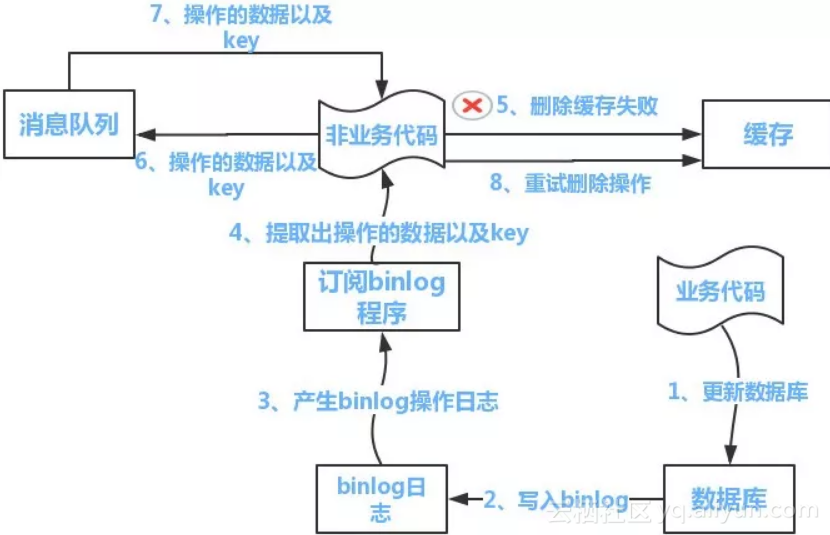 7、操作的数据以及
key
消息队列
非业务代码
5、删除缓存失败
缓存
6、操作的数据以及
key
8、重试删除操作
4、提取出操作的数据以及key
订阅binlog
程序
业务代码
3、产生binlog操作日志
1、更新数据库
binlog日
志
2、写入binlog
数据库
云栖社区 yq.aliyun.com